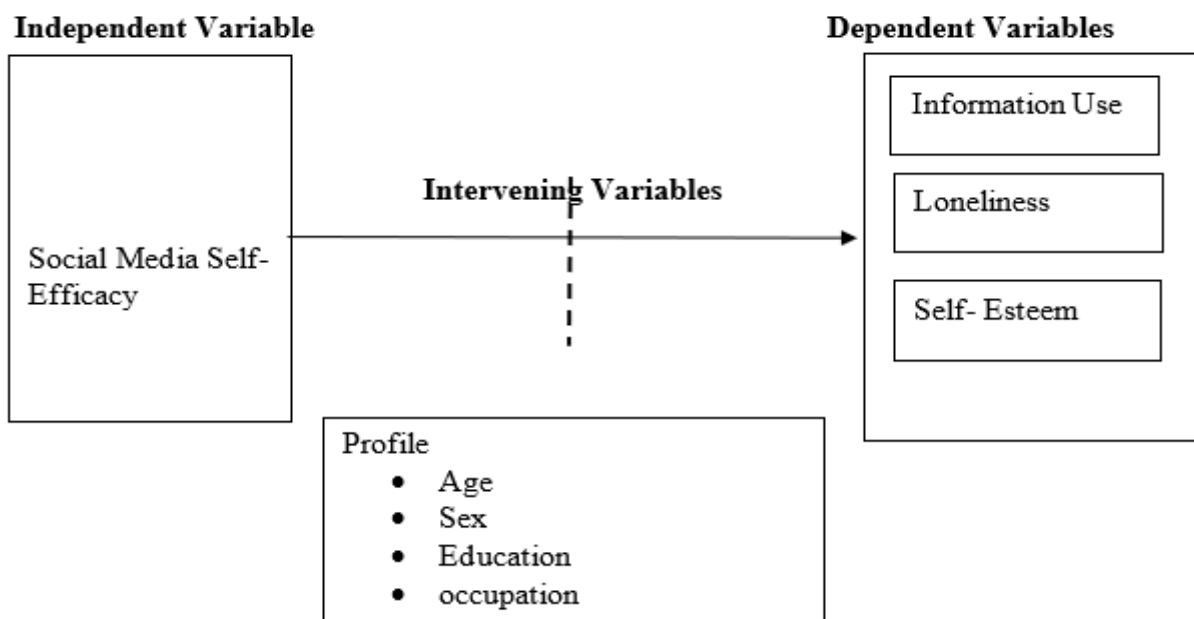 Independent Variable
Dependent Variables
Information Use
Intervening Variables
Loneliness
Social Media Self-
Efficacy
Self- Esteem
Profile
• Age
• Sex
• Education
• occupation